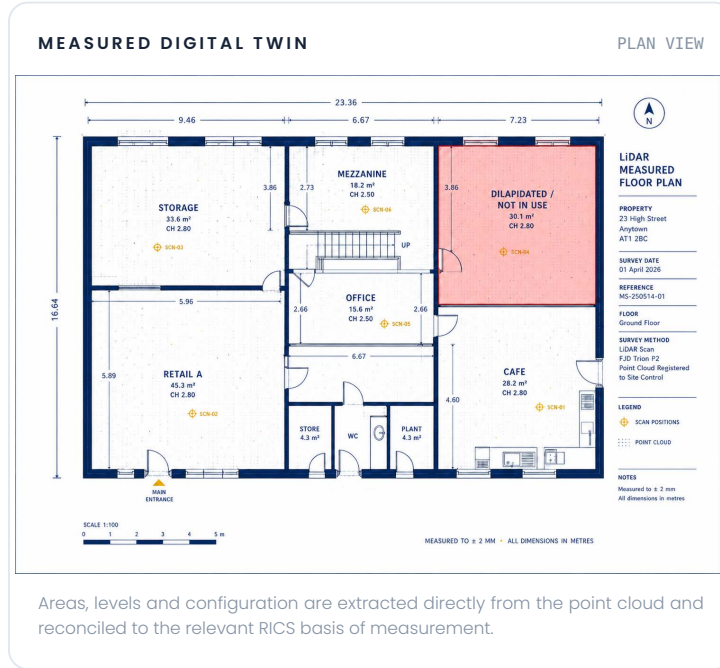 MEASURED DIGITAL TWIN
PLAN VIEW
23.36
9.46
6.67
7.23
N
16.64
STORAGE
33.6 m²
CH 2.80
SCN-03
3.86
2.73
MEZZANINE
18.2 m²
CH 2.50
SCN-06
UP
3.86
DILAPIDATED /
NOT IN USE
30.1 m²
CH 2.80
SCN-04
5.96
5.89
RETAIL A
45.3 m²
CH 2.80
SCN-02
2.66
OFFICE
15.6 m²
CH 2.50
SCN-05
2.66
6.67
4.60
CAFE
28.2 m²
CH 2.80
SCN-01
STORE
4.3 m²
WC
PLANT
4.3 m²
MAIN
ENTRANCE
SCALE 1:100
0 1 2 3 4 5 m
MEASURED TO ± 2 MM • ALL DIMENSIONS IN METRES
LiDAR
MEASURED
FLOOR PLAN
PROPERTY
23 High Street
Anytown
AT1 2BC
SURVEY DATE
01 April 2026
REFERENCE
MS-250514-01
FLOOR
Ground Floor
SURVEY METHOD
LiDAR Scan
FJD Trion P2
Point Cloud Registered
to Site Control
LEGEND
SCAN POSITIONS
POINT CLOUD
NOTES
Measured to ± 2 mm
All dimensions in metres
Areas, levels and configuration are extracted directly from the point cloud and
reconciled to the relevant RICS basis of measurement.